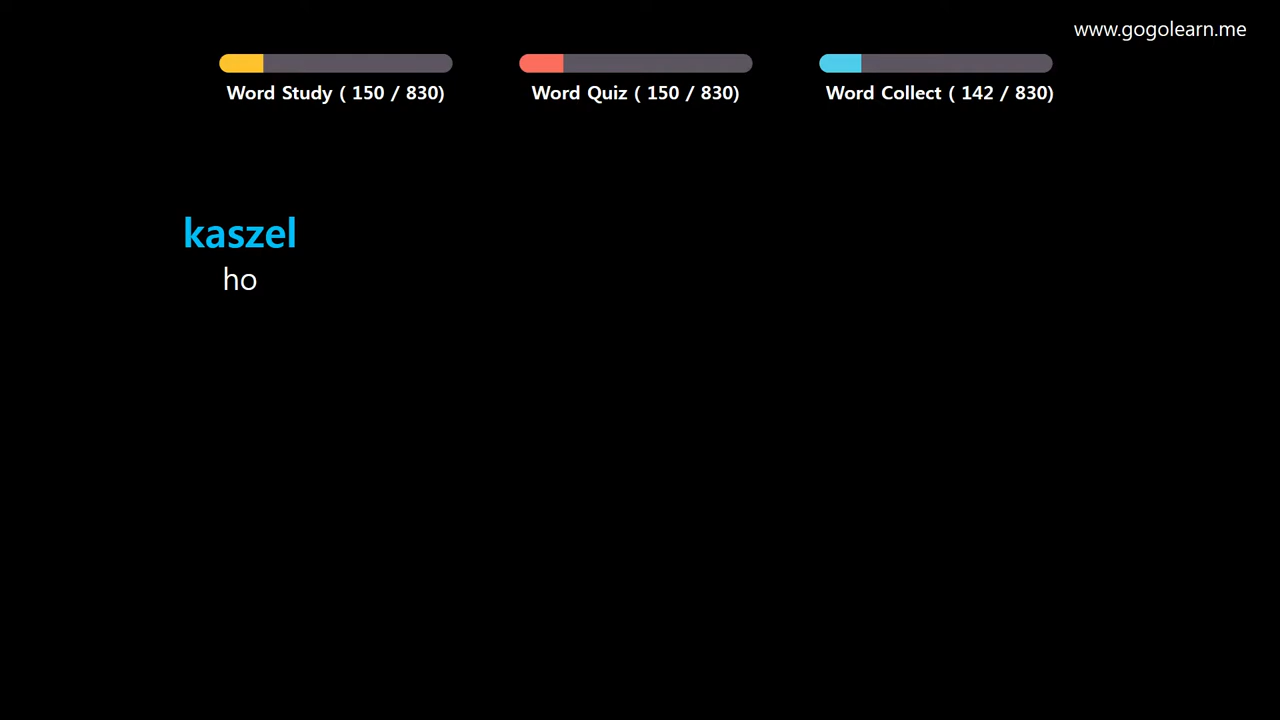 www.gogolearn.me
Word Study ( 150 / 830)
Word Quiz ( 150 / 830)
Word Collect ( 142 / 830)
kaszel
ho